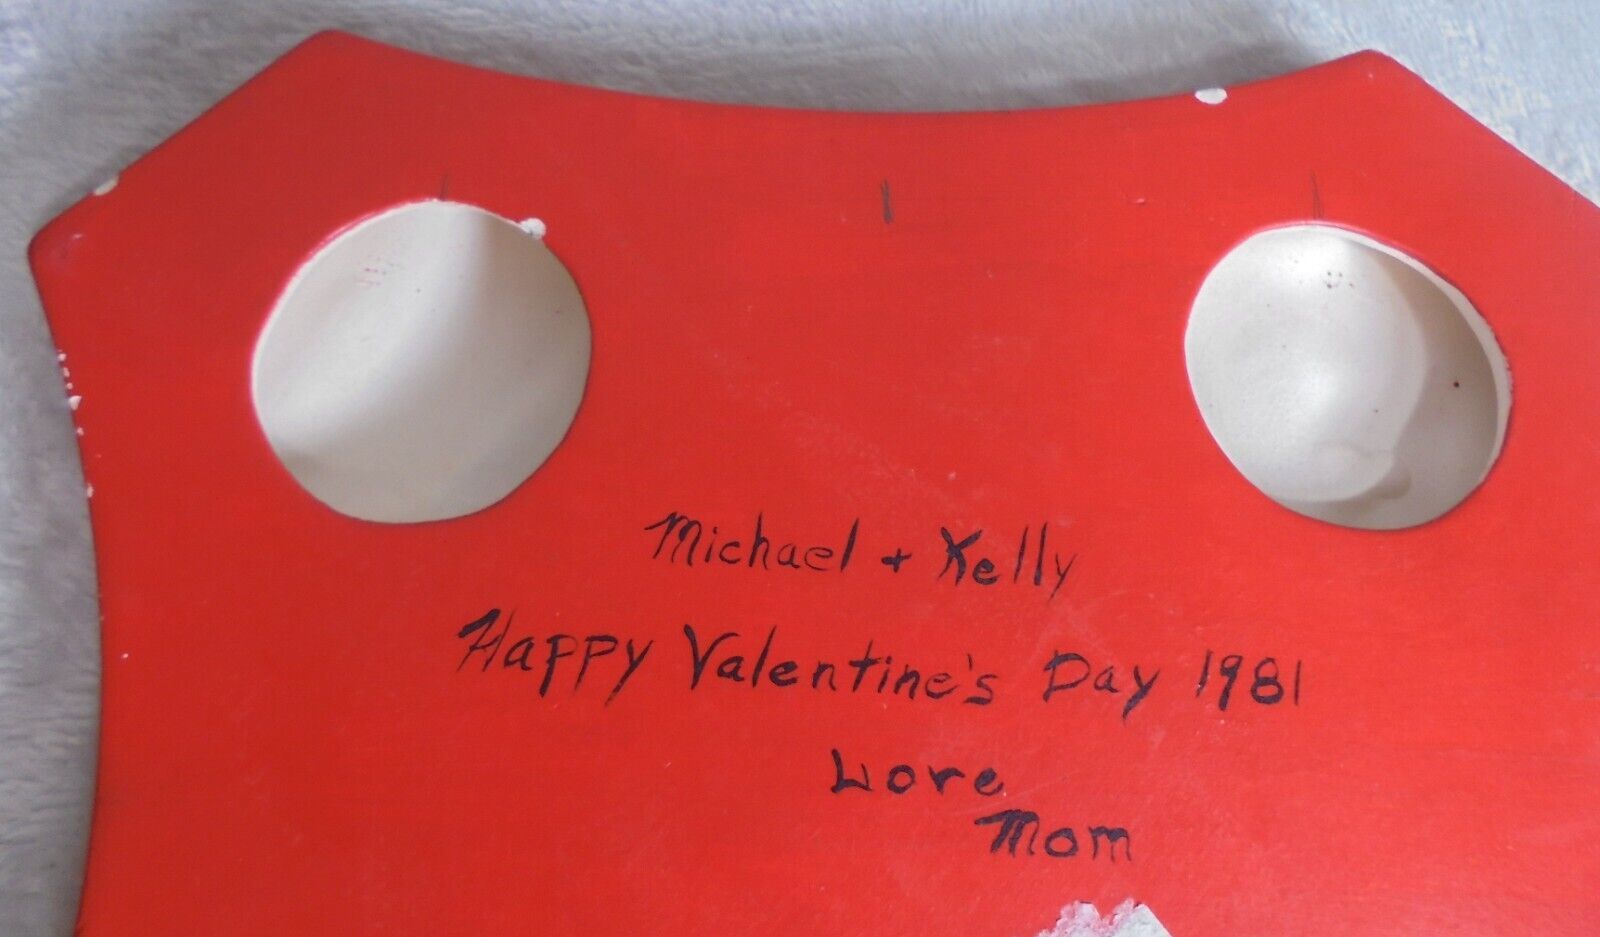 Michael + Kelly
Happy Valentine's Day 1981
Love
Mom